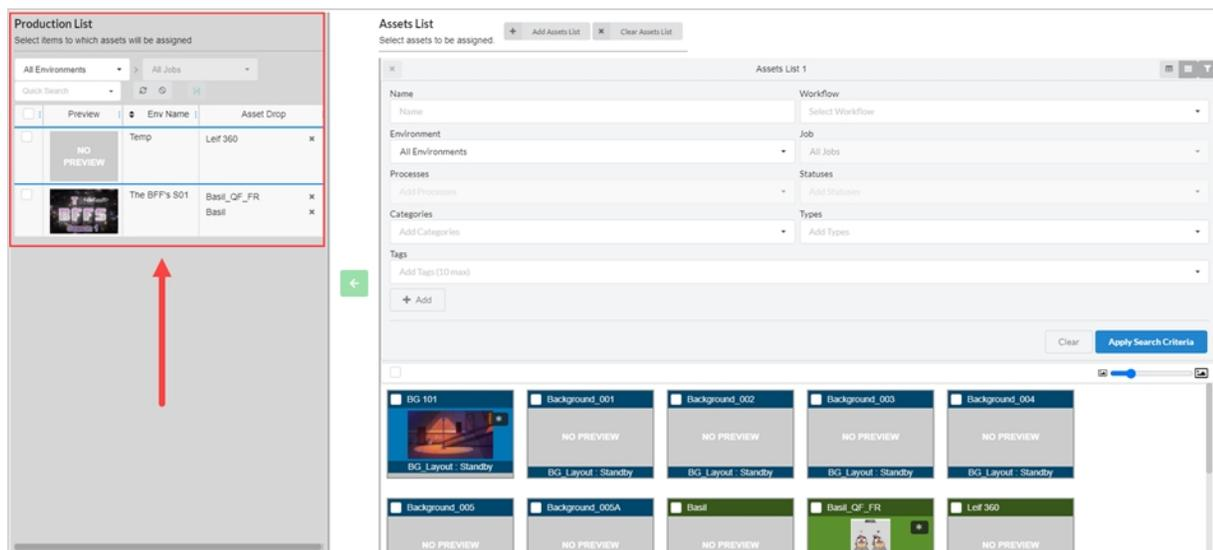 Production List
Select items to which assets will be assigned
All Environments > All Jobs
Quick Search
Preview Env Name Asset Drop
NO PREVIEW
Temp
Leif 360
BFFS
Season 1
The BFF's S01
Basil_QF_FR
Basil
Assets List
Select assets to be assigned.
+ Add Assets List
× Clear Assets List
Assets List 1
Name
Name
Workflow
Select Workflow
Environment
All Environments
Job
All Jobs
Processes
Add Processes
Statuses
Add Statuses
Categories
Add Categories
Types
Add Types
Tags
Add Tags (10 max)
+ Add
Clear
Apply Search Criteria
BG 101
BG_Layout : Standby
Background_001
NO PREVIEW
BG_Layout : Standby
Background_002
NO PREVIEW
BG_Layout : Standby
Background_003
NO PREVIEW
BG_Layout : Standby
Background_004
NO PREVIEW
BG_Layout : Standby
Background_005
NO PREVIEW
Background_005A
NO PREVIEW
Basil
NO PREVIEW
Basil_QF_FR
Leif 360
NO PREVIEW